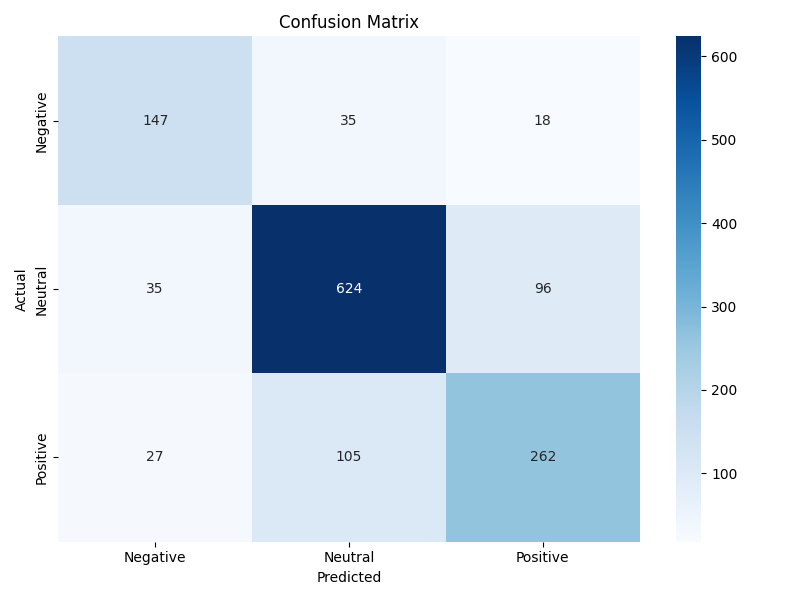 Confusion Matrix
Negative
147
35
18
600
500
Actual
Neutral
35
624
96
400
300
Positive
27
105
262
200
100
Negative
Neutral
Positive
Predicted